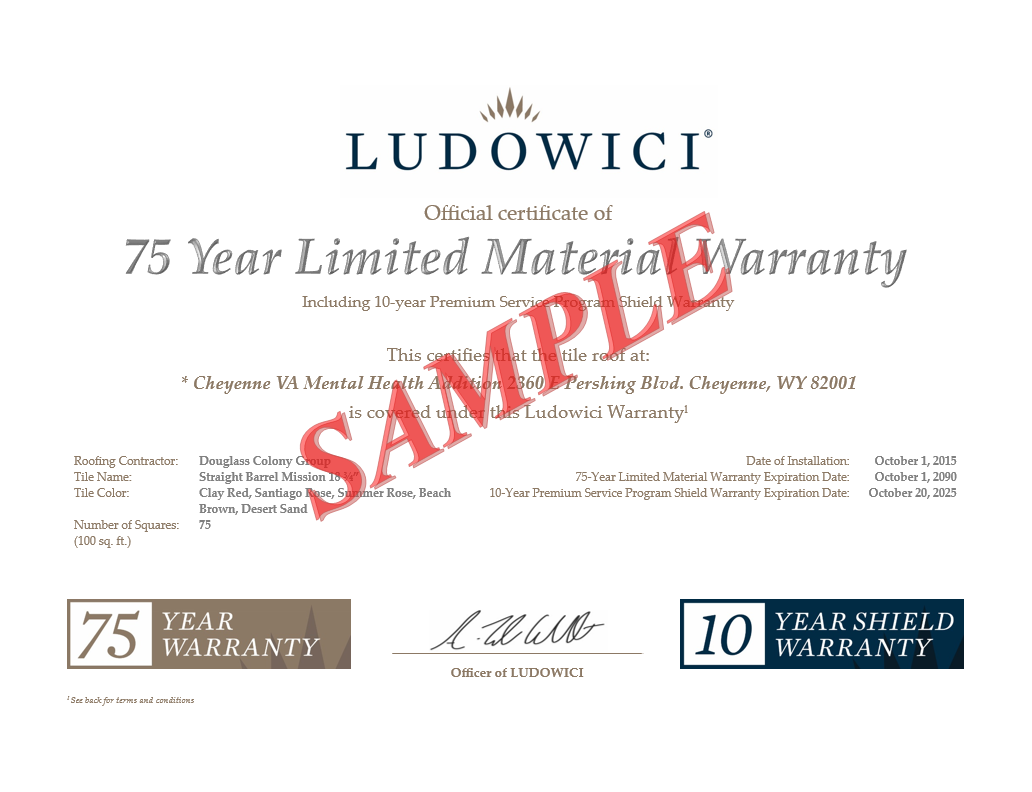 LUDOWICI®
Official certificate of
75 Year Limited Material Warranty
Including 10-year Premium Service Program Shield Warranty
This certifies that the tile roof at:
* Cheyenne VA Mental Health Addition 2360 E Pershing Blvd. Cheyenne, WY 82001
is covered under this Ludowici Warranty¹
SAMPLE
Roofing Contractor: Douglass Colony Group
Tile Name: Straight Barrel Mission 18
Tile Color: Clay Red, Santiago Rose, Summer Rose, Beach
Brown, Desert Sand
Number of Squares: 75
(100 sq. ft.)
Date of Installation: October 1, 2015
75-Year Limited Material Warranty Expiration Date: October 1, 2090
10-Year Premium Service Program Shield Warranty Expiration Date: October 20, 2025
75 YEAR
WARRANTY
Officer of LUDOWICI
10 YEAR SHIELD
WARRANTY
¹ See back for terms and conditions